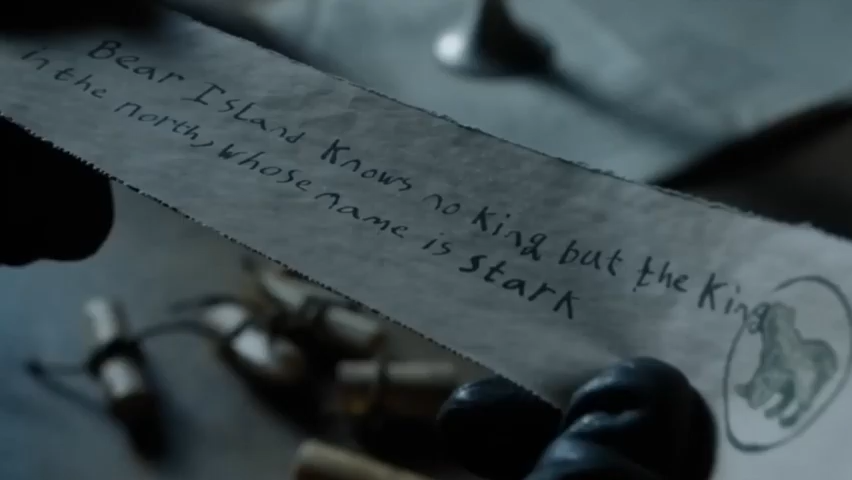 Bear Island Knows no King but the King
in the north, whose name is Stark